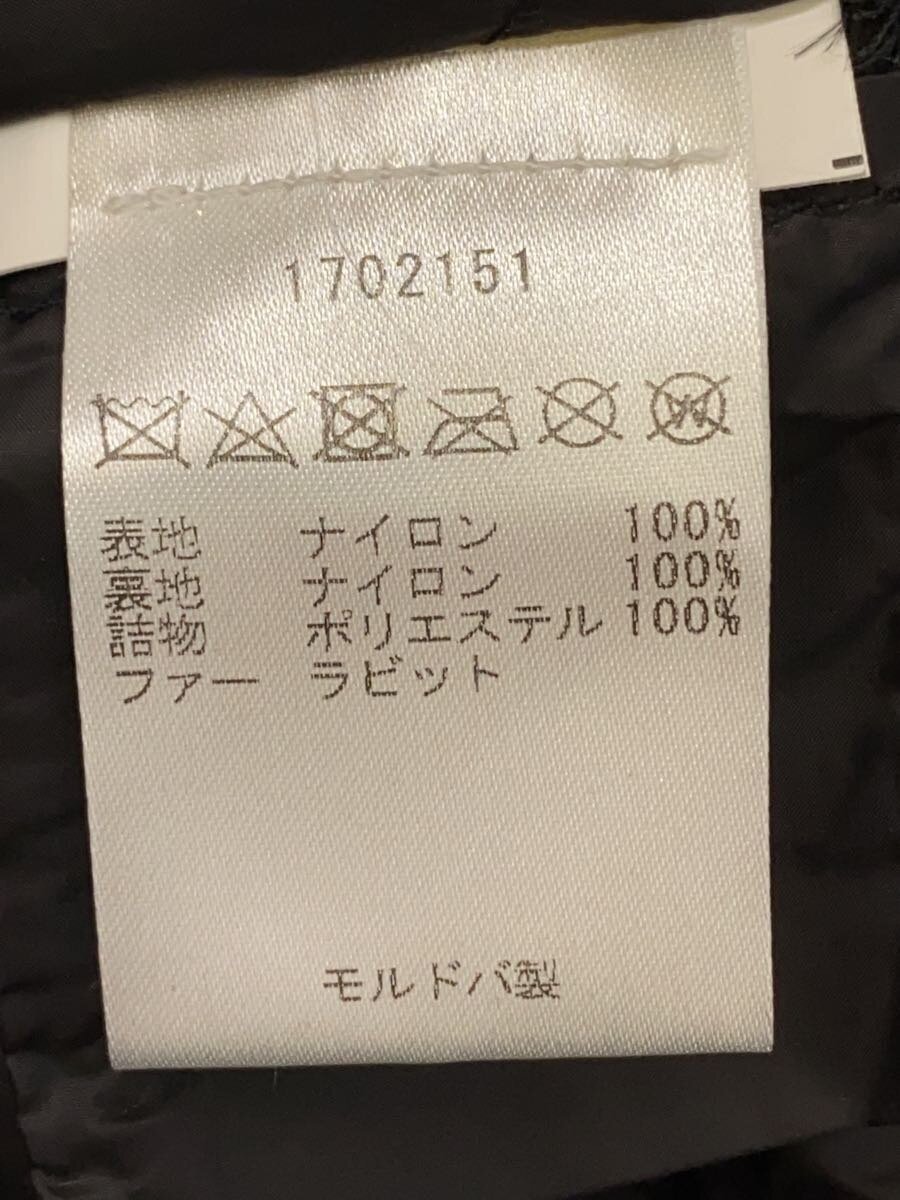 1702151
表地 ナイロン 100%
裏地 ナイロン 100%
詰物 ポリエステル 100%
ファー ラビット
モルドバ製